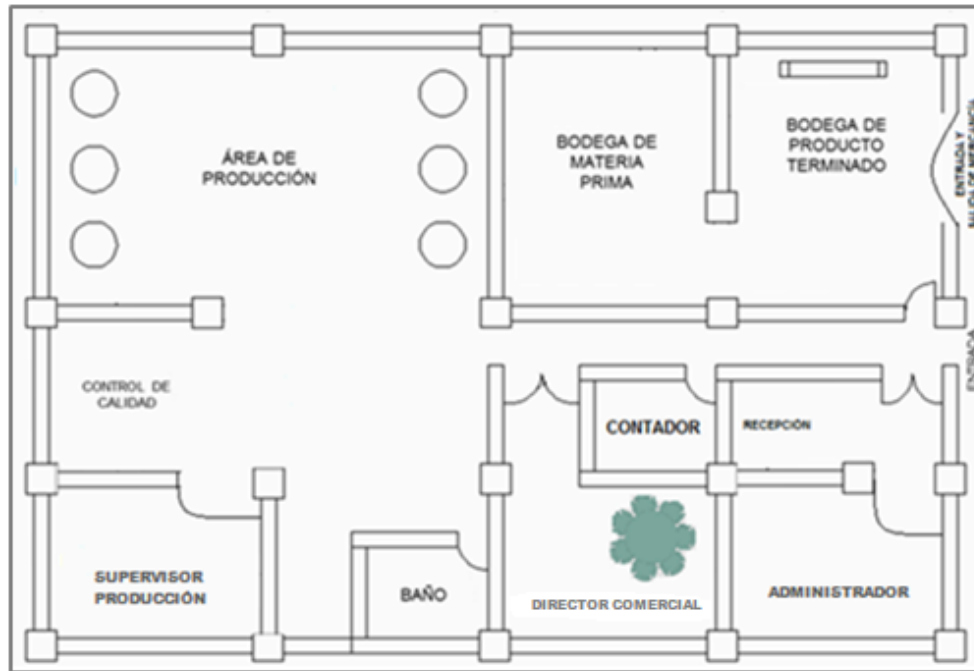 ÁREA DE
PRODUCCIÓN
BODEGA DE
MATERIA
PRIMA
BODEGA DE
PRODUCTO
TERMINADO
ENTRADA Y
CONTROL DE
CALIDAD
CONTADOR
RECEPCIÓN
ENTRADA
SUPERVISOR
PRODUCCIÓN
BAÑO
DIRECTOR COMERCIAL
ADMINISTRADOR